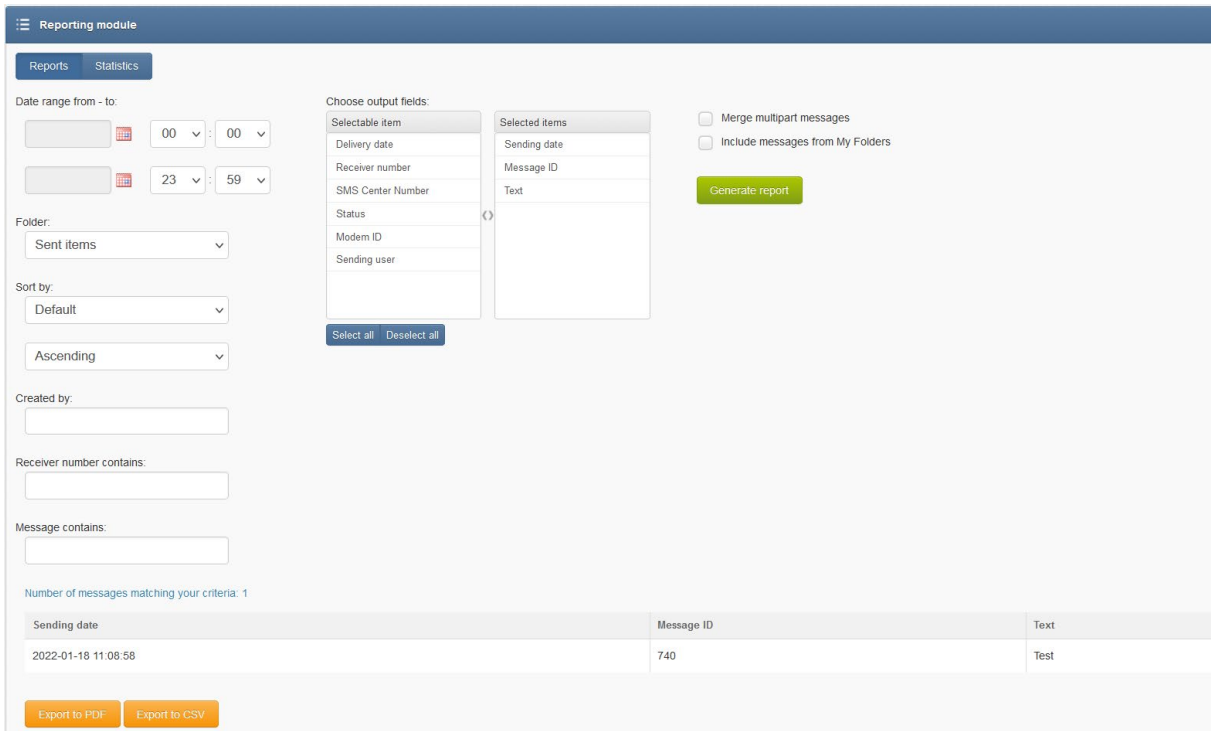 Reporting module
Reports Statistics
Date range from - to:
00 : 00
23 : 59
Folder:
Sent items
Sort by:
Default
Ascending
Created by:
Receiver number contains:
Message contains:
Choose output fields:
Selectable item
Delivery date
Receiver number
SMS Center Number
Status
Modem ID
Sending user
Selected items
Sending date
Message ID
Text
Select all Deselect all
Merge multipart messages
Include messages from My Folders
Generate report
Number of messages matching your criteria: 1
Sending date Message ID Text
2022-01-18 11:08:58 740 Test
Export to PDF Export to CSV